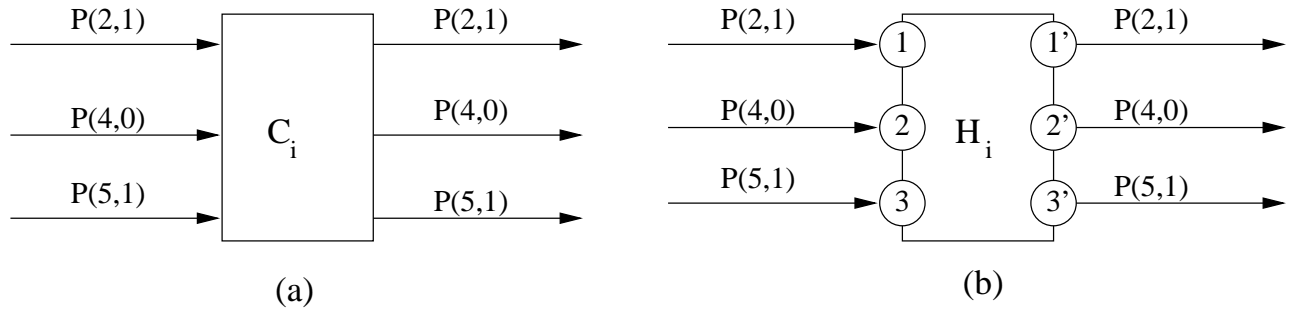 P(2,1) P(2,1)
P(4,0) P(4,0)
C i
P(5,1) P(5,1)
(a)
P(2,1) 1 1' P(2,1)
P(4,0) 2 2' P(4,0)
H i
P(5,1) 3 3' P(5,1)
(b)